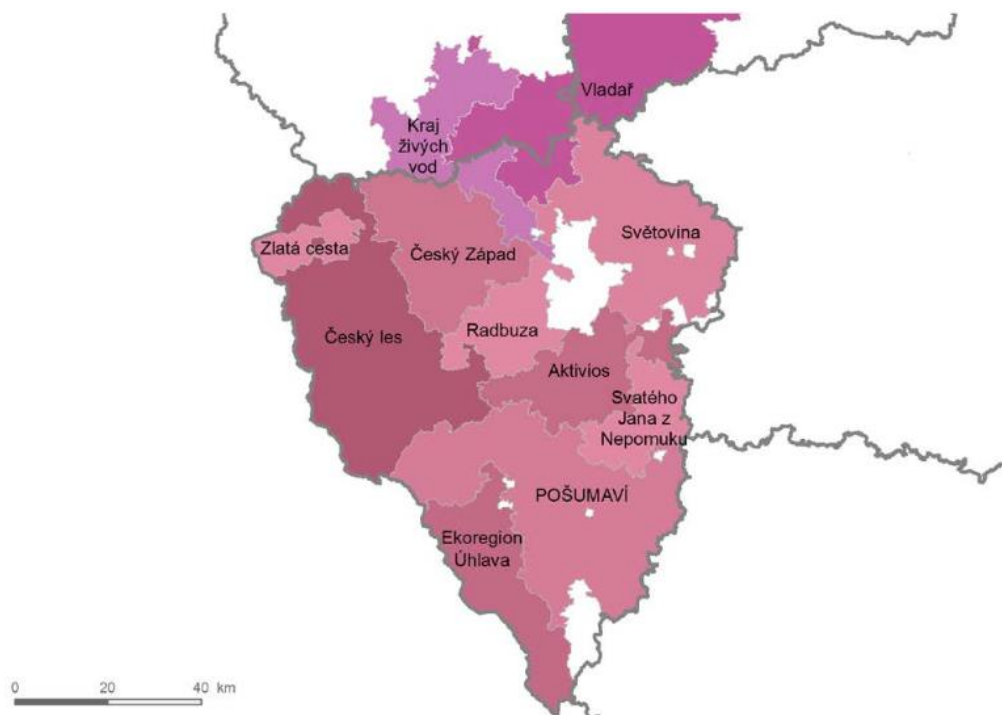 Vladař
Kraj
živých
vod
Světovina
Zlatá cesta
Český Západ
Radbuza
Český les
Aktivios
Svatého
Jana z
Nepomuku
POŠUMAVÍ
Ekoregion
Úhlava
0 20 40 km